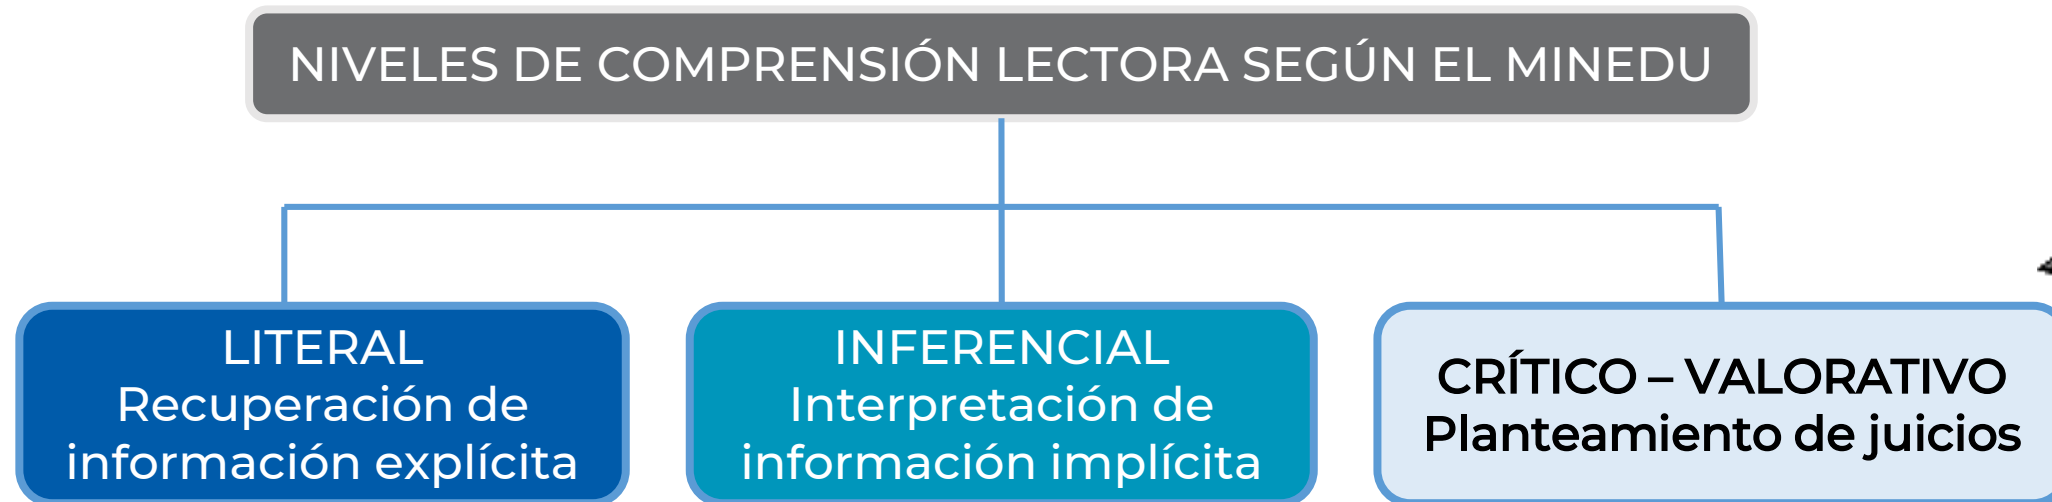 NIVELES DE COMPRENSIÓN LECTORA SEGÚN EL MINEDU
LITERAL
Recuperación de
información explícita
INFERENCIAL
Interpretación de
información implícita
CRÍTICO – VALORATIVO
Planteamiento de juicios